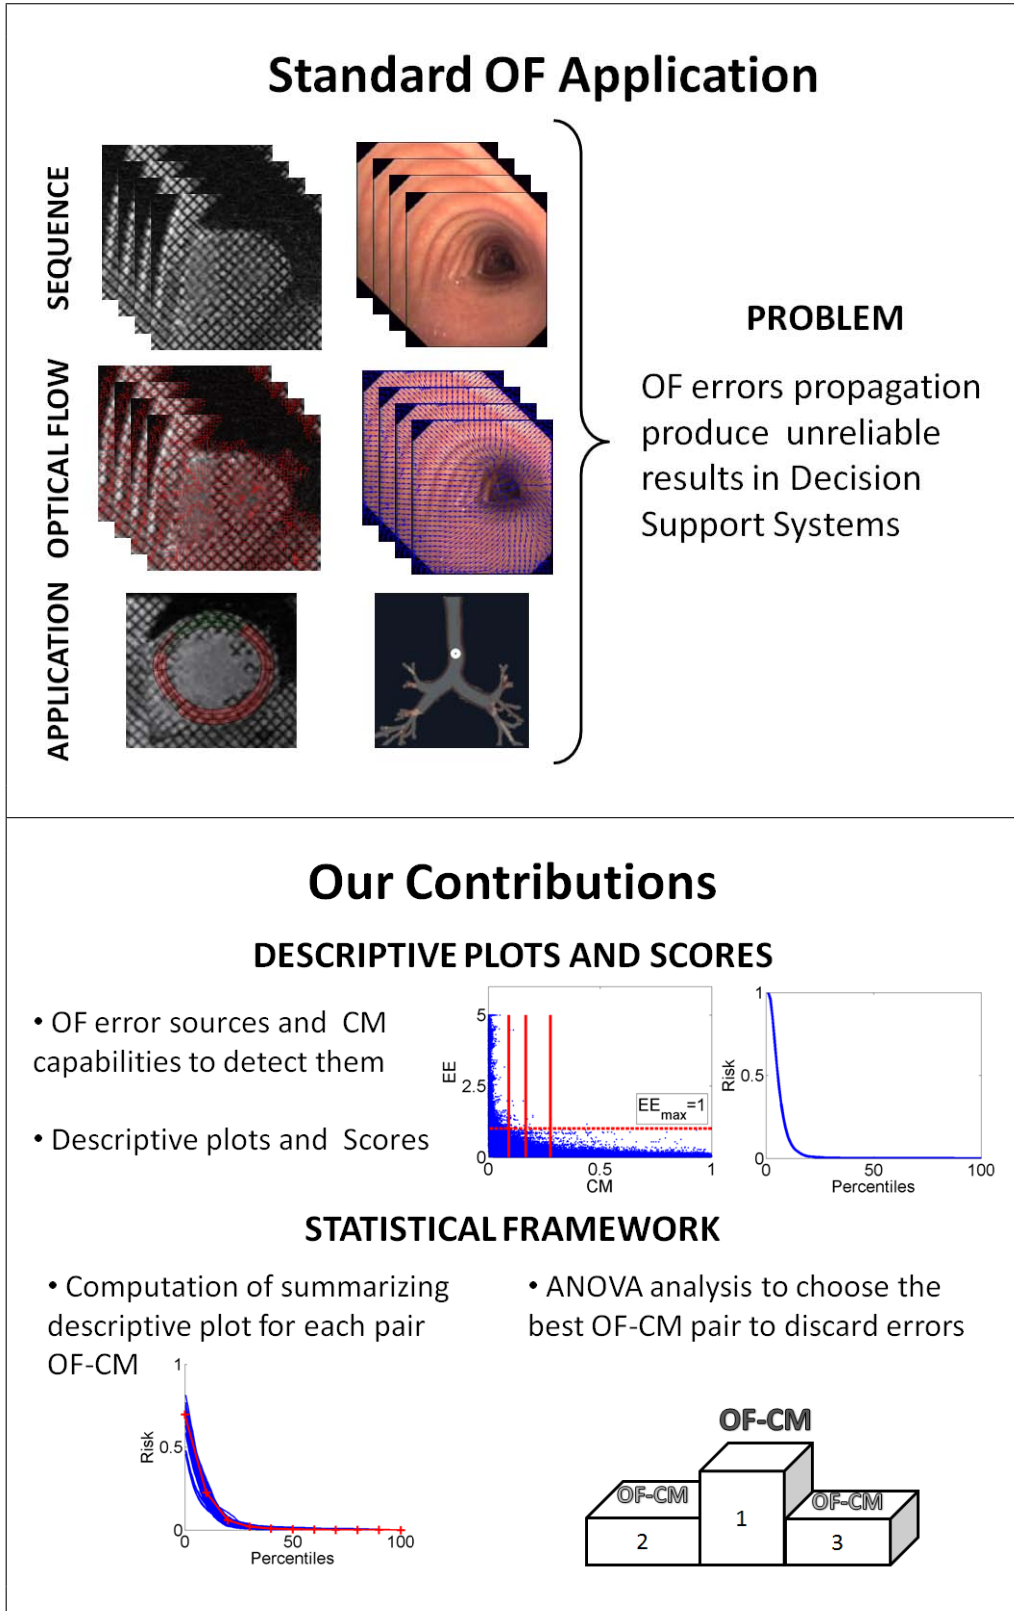 Standard OF Application
SEQUENCE
OPTICAL FLOW
APPLICATION
PROBLEM
OF errors propagation
produce unreliable
results in Decision
Support Systems
Our Contributions
DESCRIPTIVE PLOTS AND SCORES
• OF error sources and CM
capabilities to detect them
• Descriptive plots and Scores
5
2.5
0
EE
EEmax=1
0 0.5 1
CM
1
0.5
0
Risk
0 50 100
Percentiles
STATISTICAL FRAMEWORK
• Computation of summarizing
descriptive plot for each pair
OF-CM
1
0.5
0
Risk
0 50 100
Percentiles
• ANOVA analysis to choose the
best OF-CM pair to discard errors
OF-CM
OF-CM
OF-CM
1
2
3